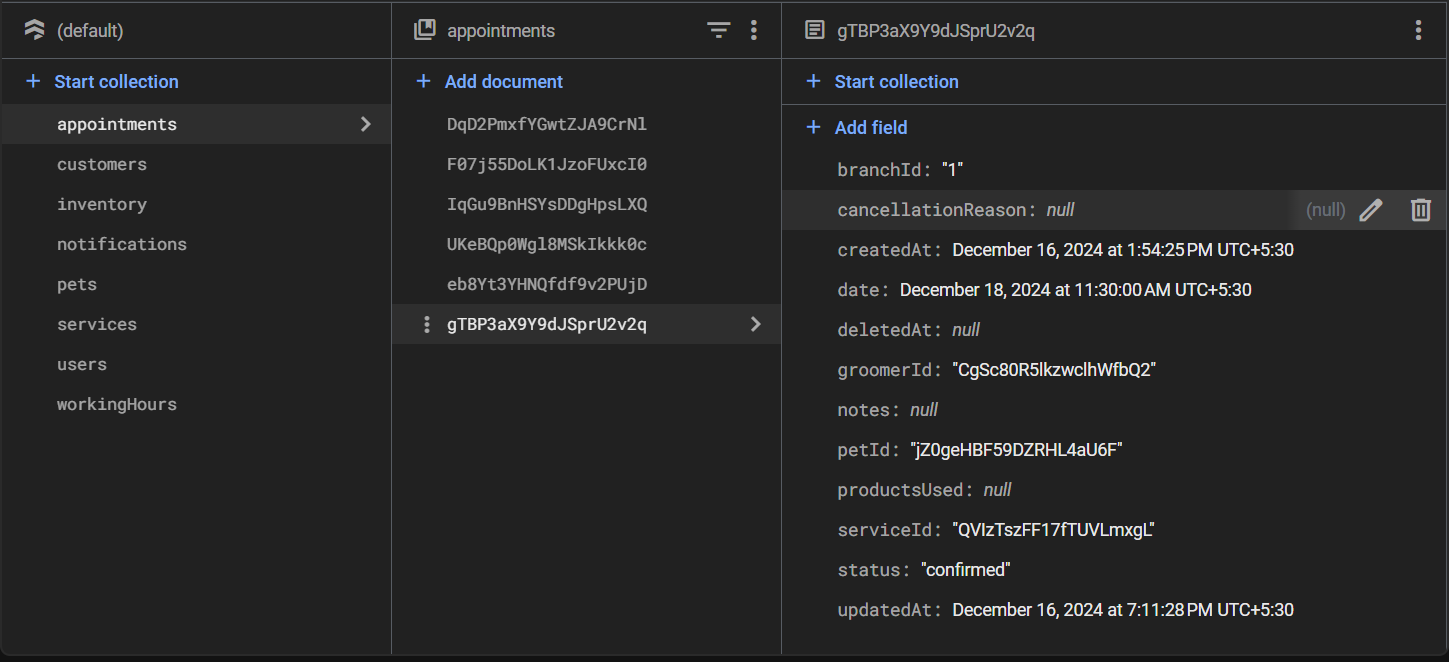 (default)
+ Start collection
appointments
customers
inventory
notifications
pets
services
users
workingHours
appointments
+ Add document
DqD2PmxfYGwtZJA9CrNl
F07j55DoLK1JzoFUxcI0
IqGu9BnHSYsDDgHpsLXQ
UKeBQp0Wgl8MSkIkkk0c
eb8Yt3YHNQfdf9v2PUjD
gTBP3aX9Y9dJSprU2v2q
gTBP3aX9Y9dJSprU2v2q
+ Start collection
+ Add field
branchId: "1"
cancellationReason: null (null)
createdAt: December 16, 2024 at 1:54:25 PM UTC+5:30
date: December 18, 2024 at 11:30:00 AM UTC+5:30
deletedAt: null
groomerId: "CgSc80R5lkzwclhWfbQ2"
notes: null
petId: "jZ0geHBF59DZRHL4aU6F"
productsUsed: null
serviceId: "QVIzTszFF17fTUVLmxgL"
status: "confirmed"
updatedAt: December 16, 2024 at 7:11:28 PM UTC+5:30